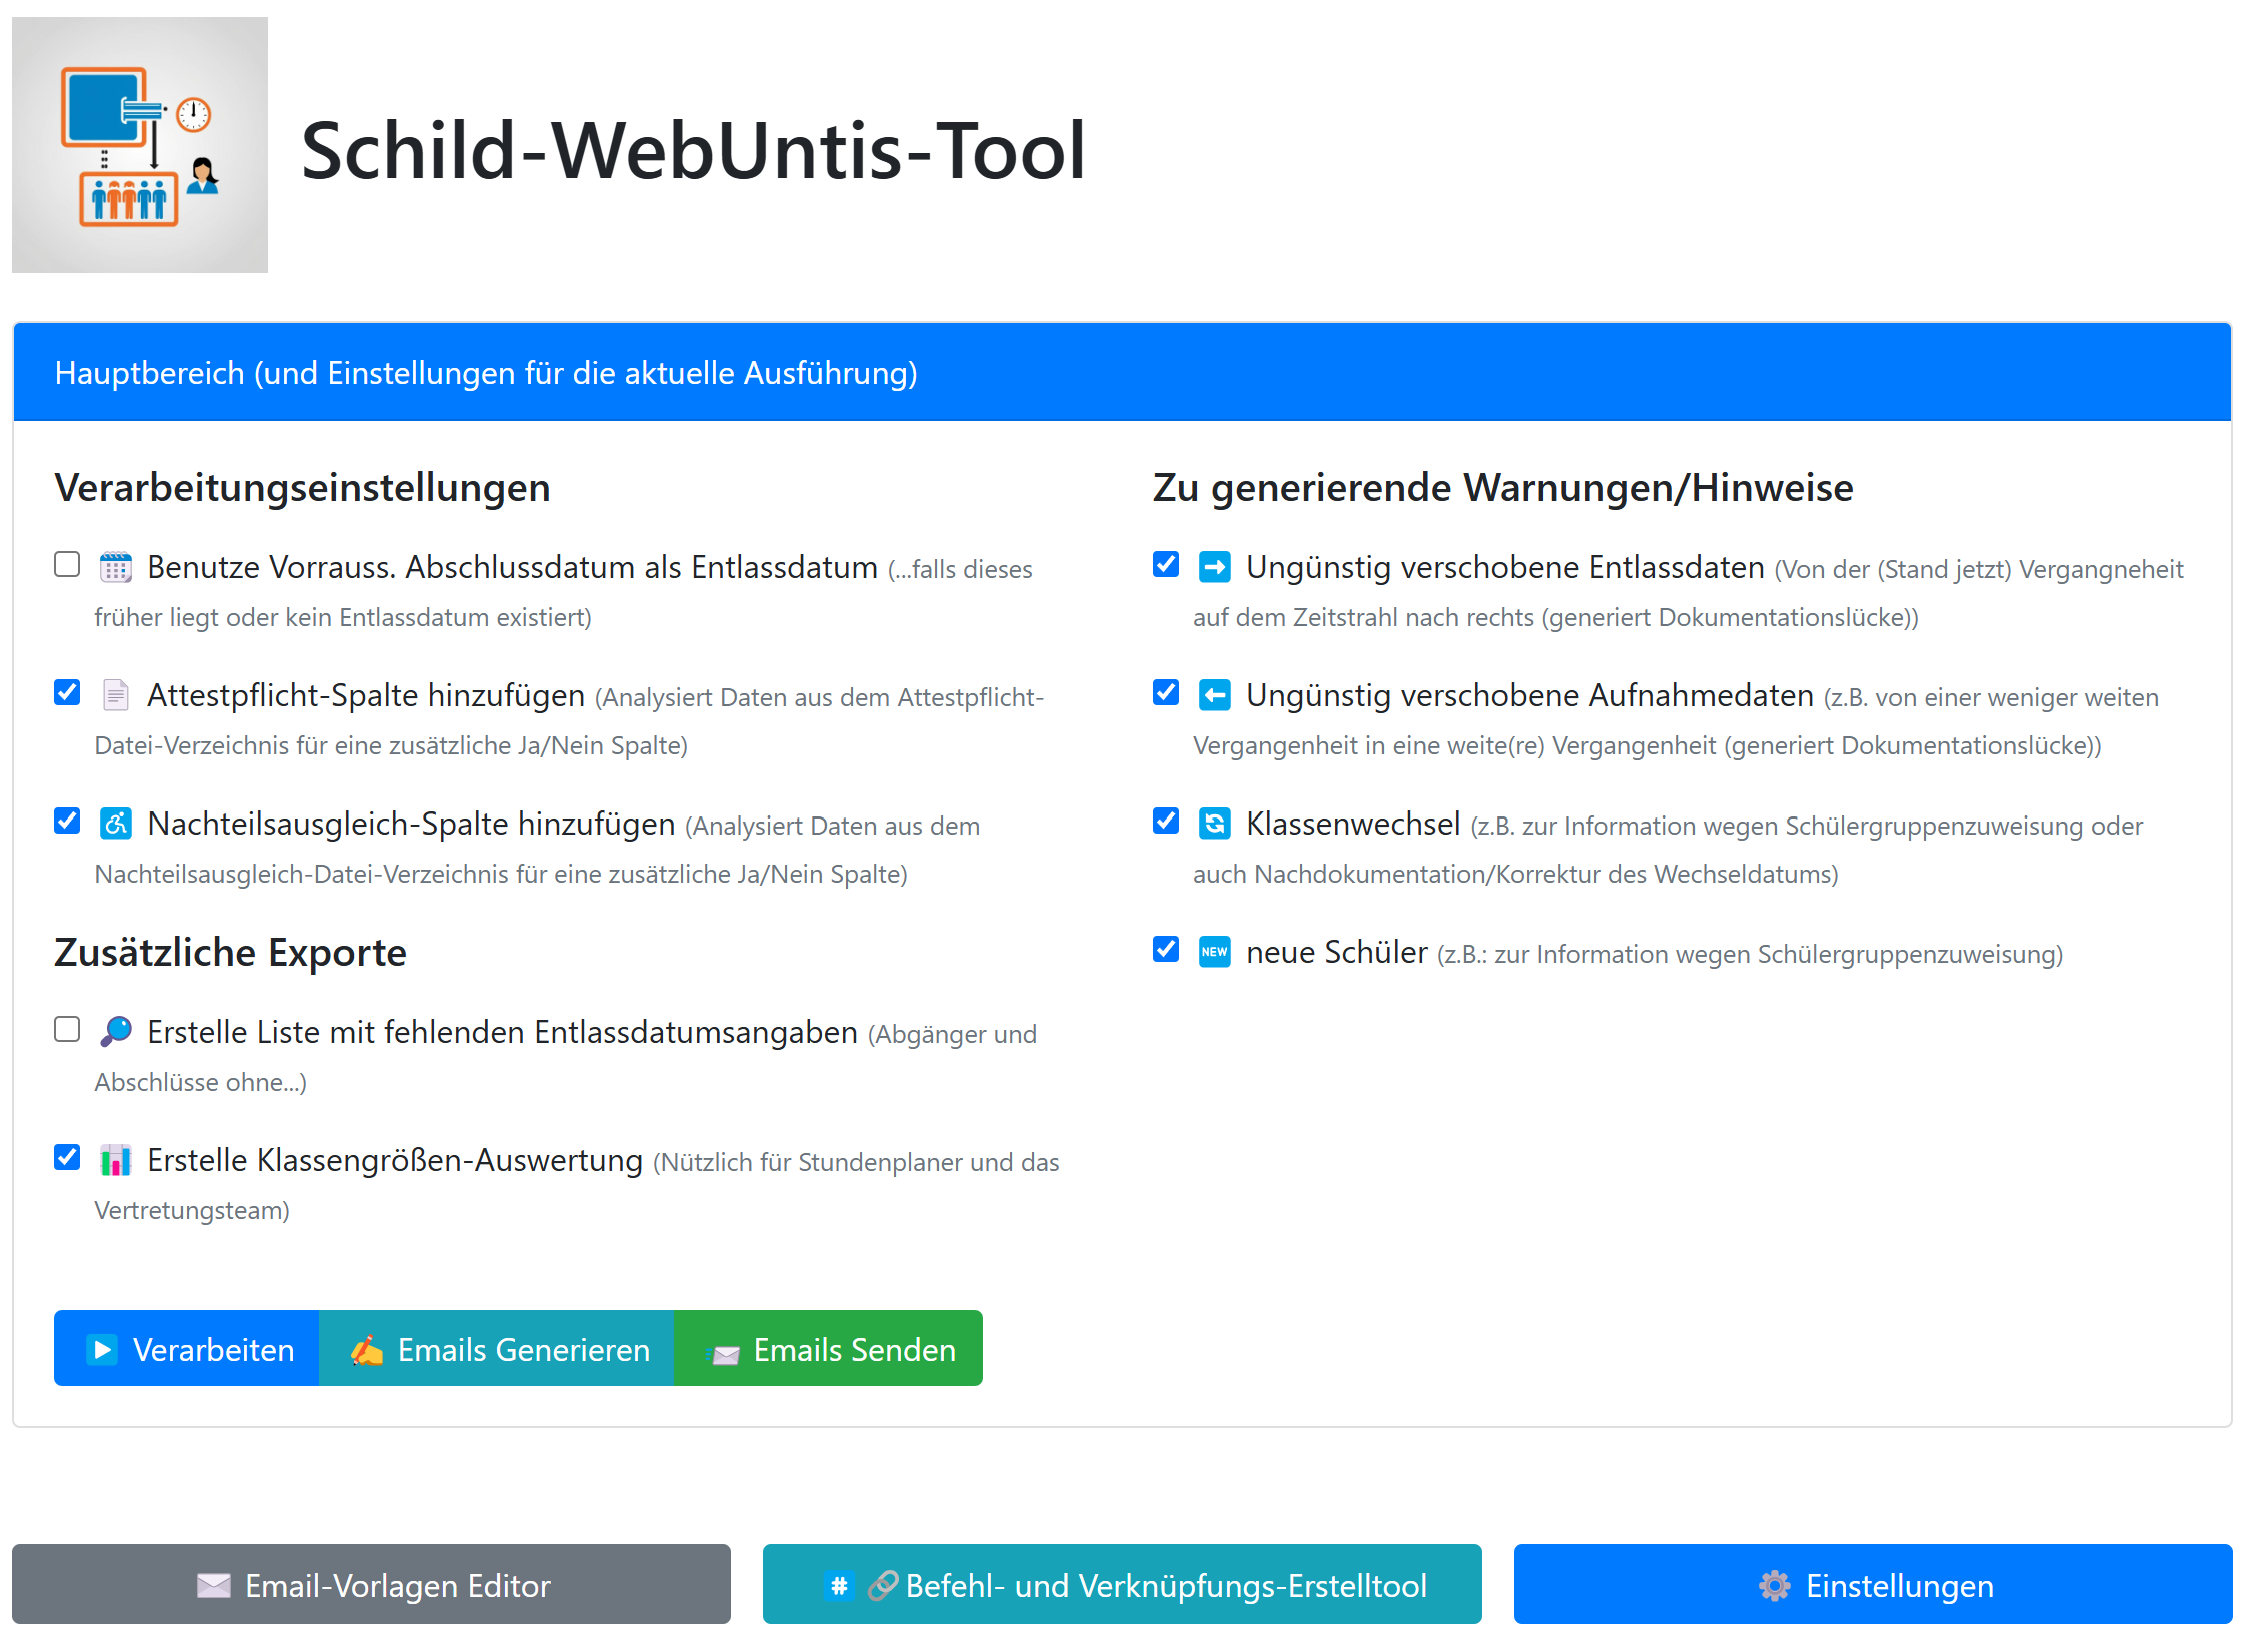 Schild-WebUntis-Tool
Hauptbereich (und Einstellungen für die aktuelle Ausführung)
Verarbeitungseinstellungen
Benutze Vorrauss. Abschlussdatum als Entlassdatum (...falls dieses
früher liegt oder kein Entlassdatum existiert)
Attestpflicht-Spalte hinzufügen (Analysiert Daten aus dem Attestpflicht-
Datei-Verzeichnis für eine zusätzliche Ja/Nein Spalte)
Nachteilsausgleich-Spalte hinzufügen (Analysiert Daten aus dem
Nachteilsausgleich-Datei-Verzeichnis für eine zusätzliche Ja/Nein Spalte)
Zusätzliche Exporte
Erstelle Liste mit fehlenden Entlassdatumsangaben (Abgänger und
Abschlüsse ohne...)
Erstelle Klassengrößen-Auswertung (Nützlich für Stundenplaner und das
Vertretungsteam)
Zu generierende Warnungen/Hinweise
Ungünstig verschobene Entlassdaten (Von der (Stand jetzt) Vergangneheit
auf dem Zeitstrahl nach rechts (generiert Dokumentationslücke))
Ungünstig verschobene Aufnahmedaten (z.B. von einer weniger weiten
Vergangenheit in eine weite(re) Vergangenheit (generiert Dokumentationslücke))
Klassenwechsel (z.B. zur Information wegen Schülergruppenzuweisung oder
auch Nachdokumentation/Korrektur des Wechseldatums)
NEW neue Schüler (z.B.: zur Information wegen Schülergruppenzuweisung)
Verarbeiten
Emails Generieren
Emails Senden
Email-Vorlagen Editor
# Befehl- und Verknüpfungs-Erstelltool
Einstellungen